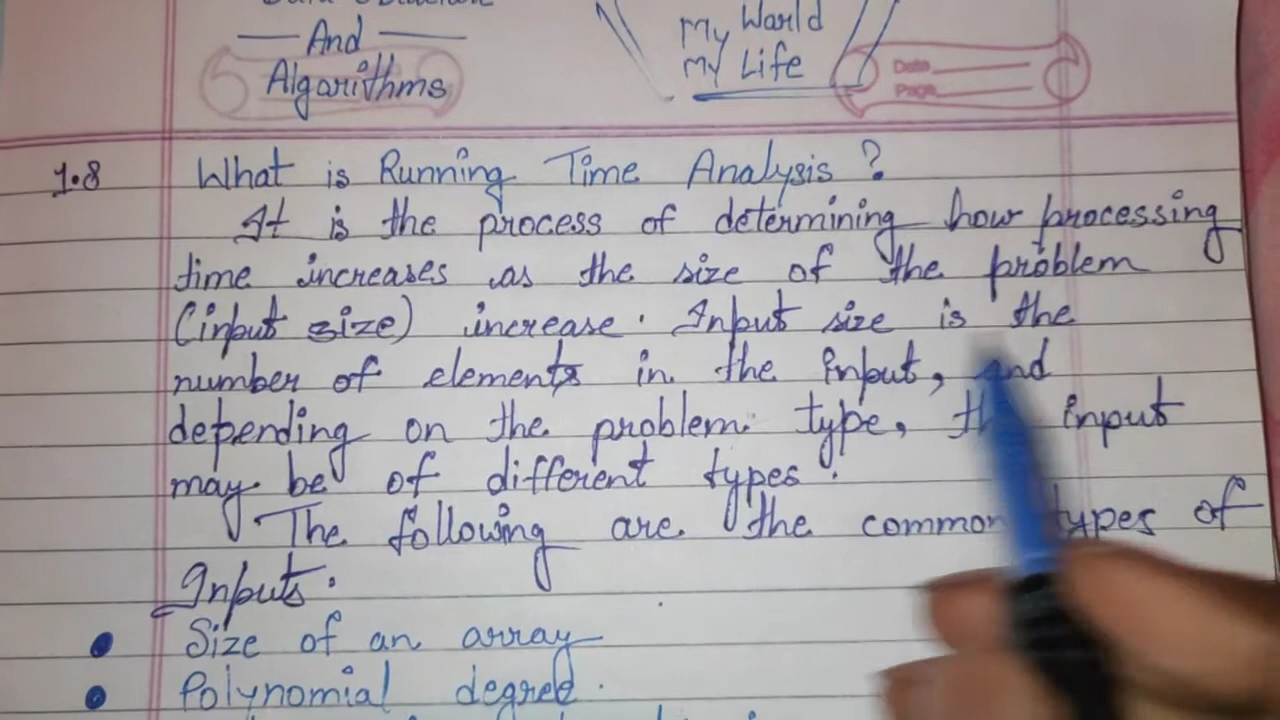 And
Algorithms
My World
My Life
Date
Page
1.8 What is Running Time Analysis?
It is the process of determining how processing
time increases as the size of the problem
(input size) increase. Input size is the
number of elements in the input, and
depending on the problem type, the input
may be of different types.
The following are the common types of
Inputs.
Size of an array
Polynomial degree.